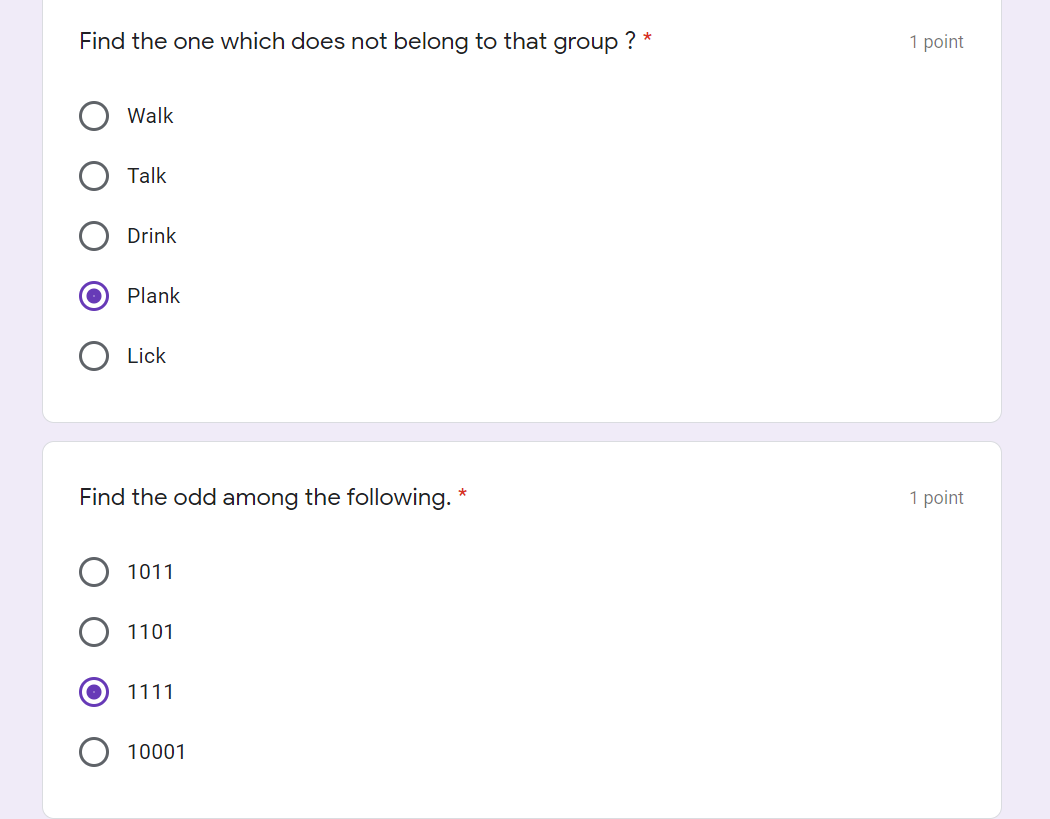 Find the one which does not belong to that group ? *
1 point
Walk
Talk
Drink
Plank
Lick
Find the odd among the following. *
1 point
1011
1101
1111
10001